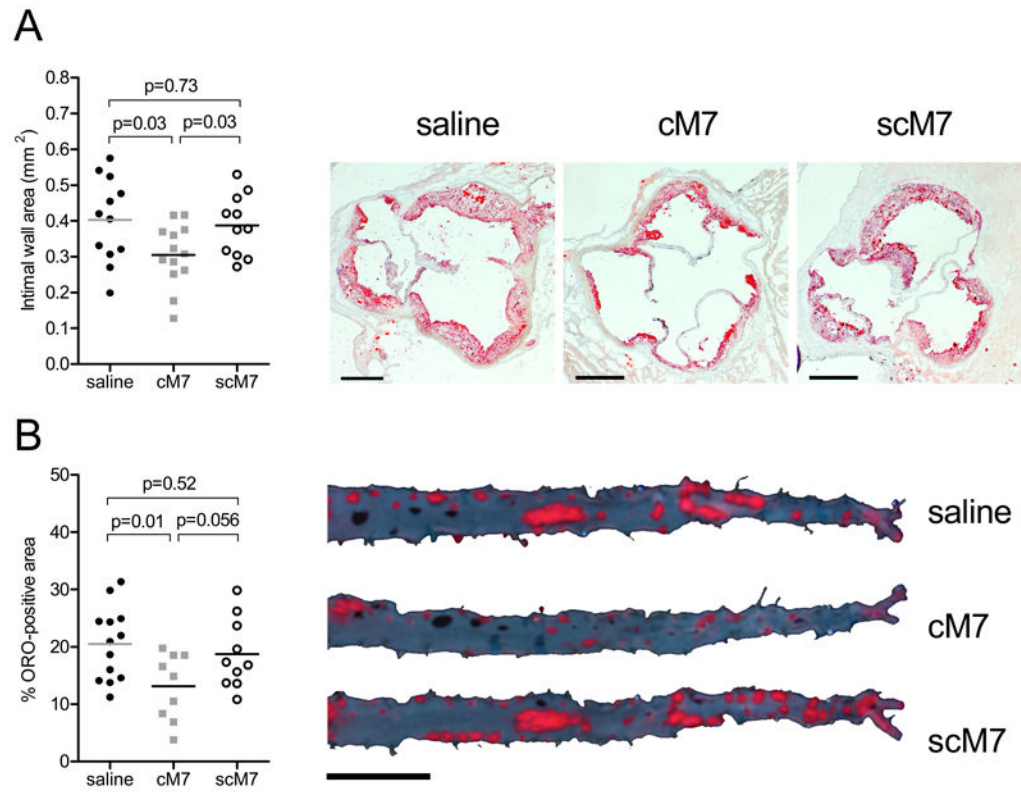 A
Intimal wall area (mm²)
0.8
0.7
0.6
0.5
0.4
0.3
0.2
0.1
0.0
p=0.73
p=0.03 p=0.03
saline cM7 scM7
saline cM7 scM7
B
% ORO-positive area
50
40
30
20
10
0
p=0.52
p=0.01 p=0.056
saline cM7 scM7
saline
cM7
scM7